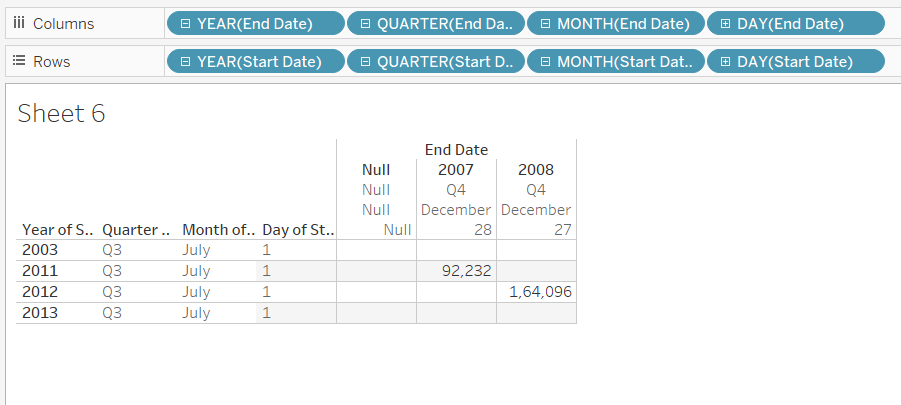 Columns YEAR(End Date) QUARTER(End Da.. MONTH(End Date) DAY(End Date)
Rows YEAR(Start Date) QUARTER(Start D.. MONTH(Start Dat.. DAY(Start Date)
Sheet 6
End Date
Null 2007 2008
Null Q4 Q4
Null December December
Year of S.. Quarter .. Month of.. Day of St.. Null 28 27
2003 Q3 July 1
2011 Q3 July 1 92,232
2012 Q3 July 1 1,64,096
2013 Q3 July 1